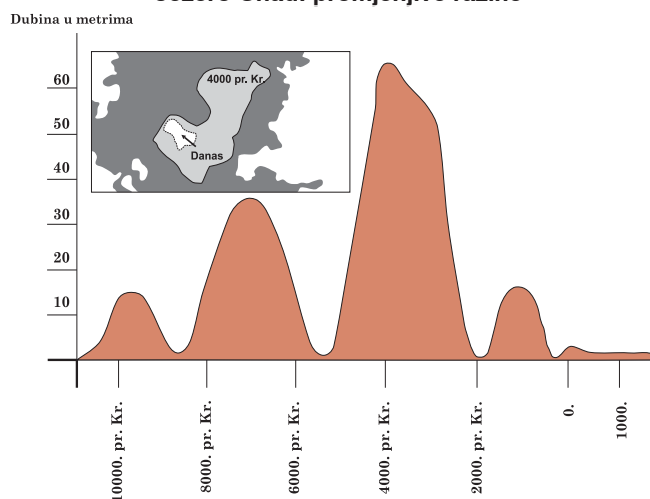 Dubina u metrima
60
50
40
30
20
10
4000 pr. Kr.
Danas
10000. pr. Kr.
8000. pr. Kr.
6000. pr. Kr.
4000. pr. Kr.
2000. pr. Kr.
0.
1000.